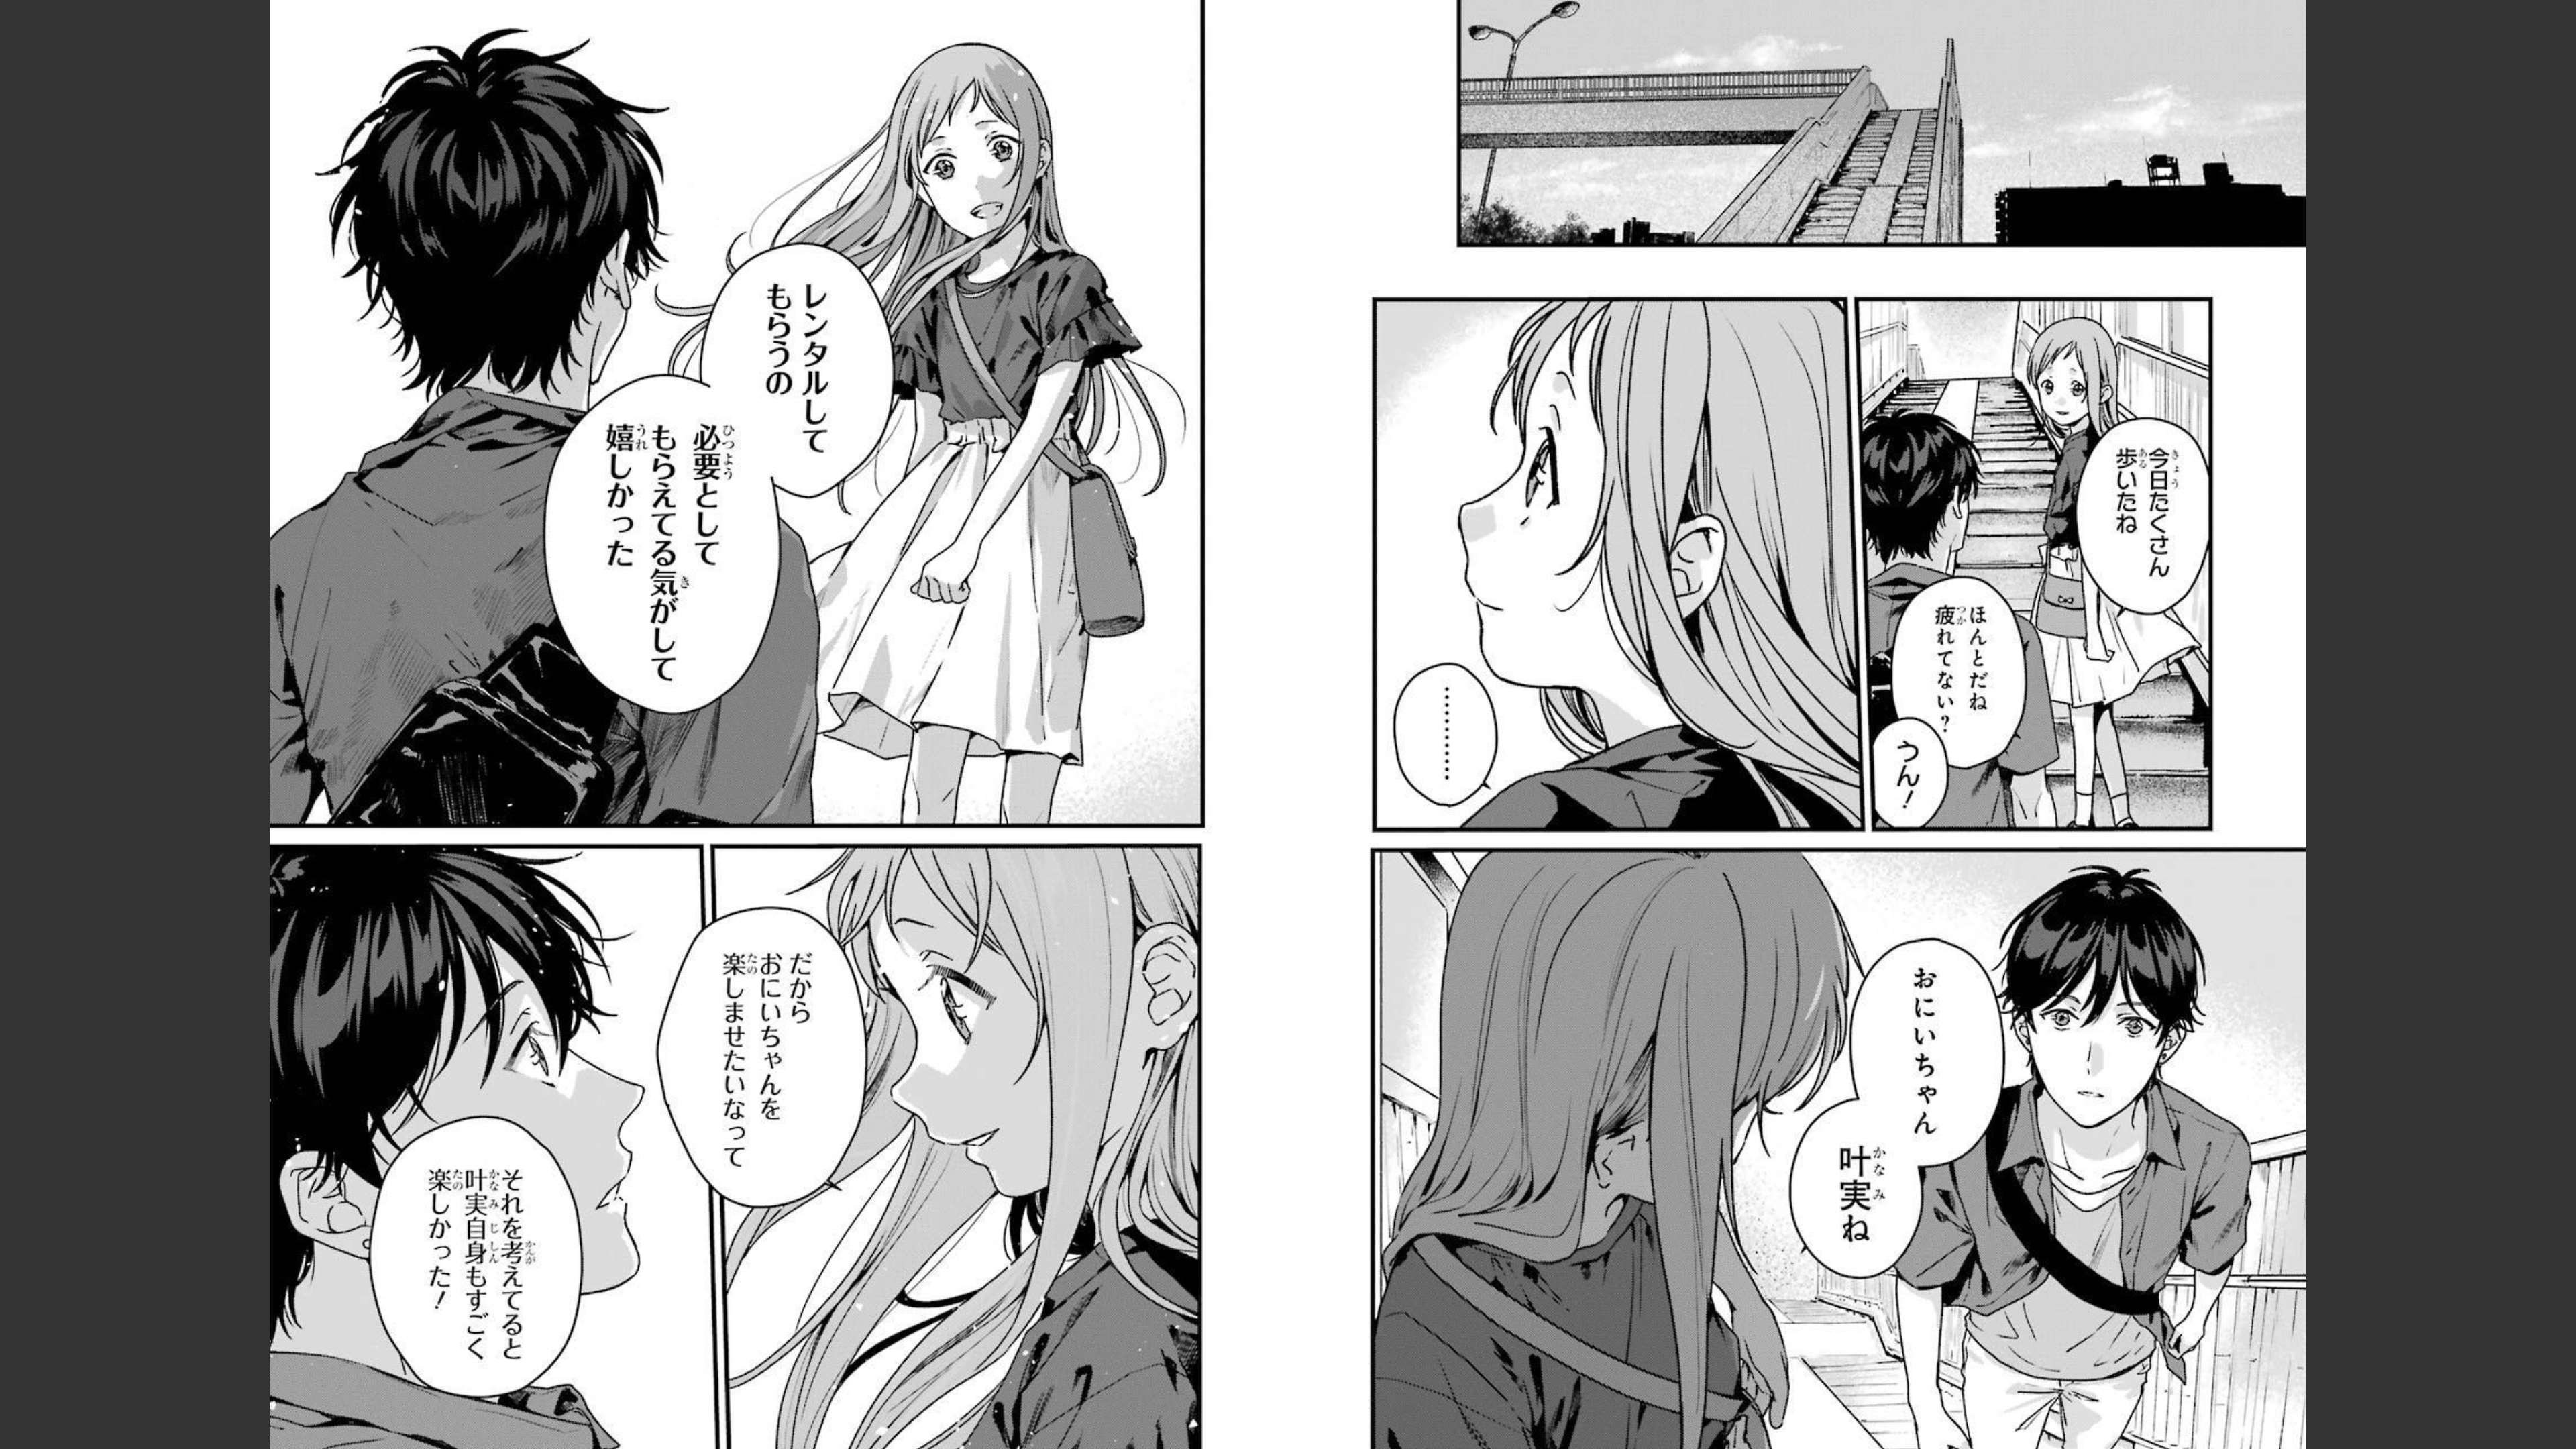 今日たくさん
歩いたね
ほんとだね
疲れてない?
うん!
………
おにいちゃん
叶実ね
レンタルして
もらうの
必要として
もらえてる気がして
嬉しかった
だから
おにいちゃんを
楽しませたいなって
それを考えてると
叶実自身もすごく
楽しかった!